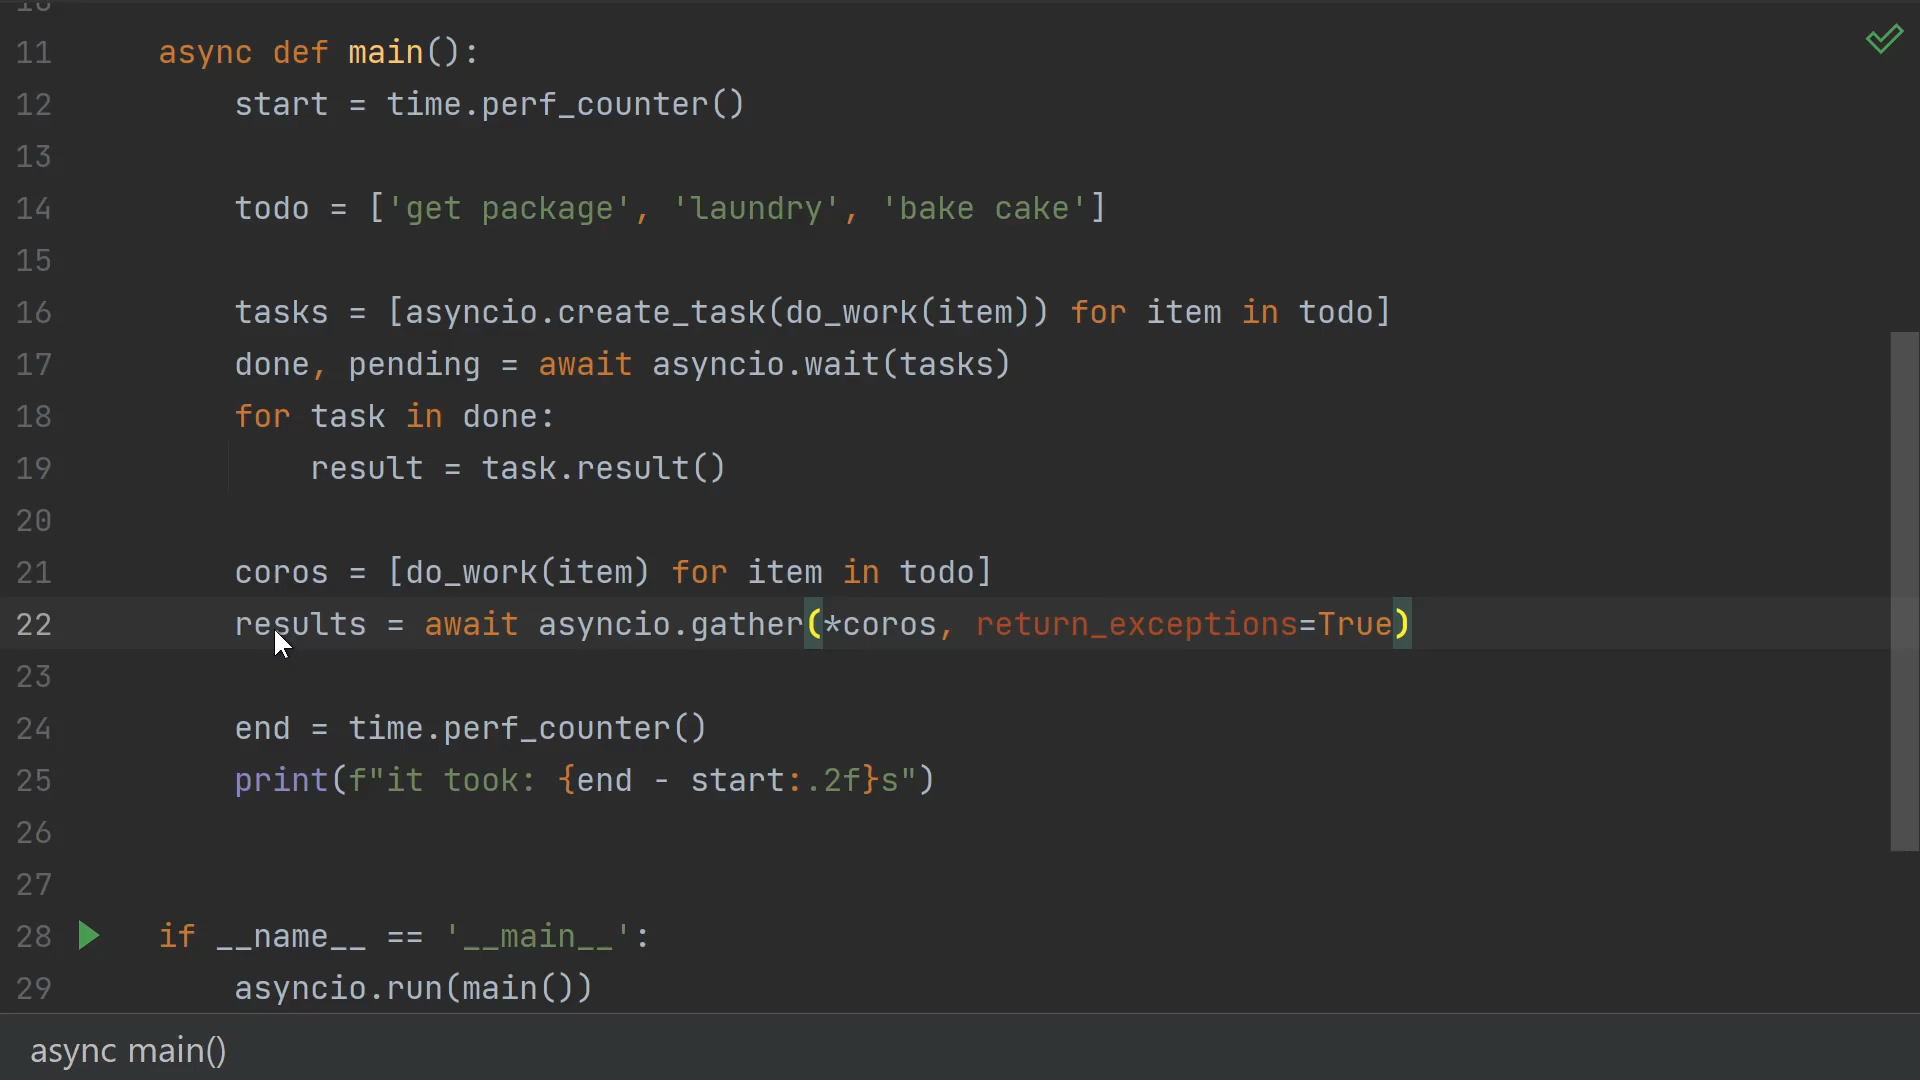 11 async def main():
12 start = time.perf_counter()
13
14 todo = ['get package', 'laundry', 'bake cake']
15
16 tasks = [asyncio.create_task(do_work(item)) for item in todo]
17 done, pending = await asyncio.wait(tasks)
18 for task in done:
19 result = task.result()
20
21 coros = [do_work(item) for item in todo]
22 results = await asyncio.gather(*coros, return_exceptions=True)
23
24 end = time.perf_counter()
25 print(f"it took: {end - start:.2f}s")
26
27
28 if __name__ == '__main__':
29 asyncio.run(main())
async main()